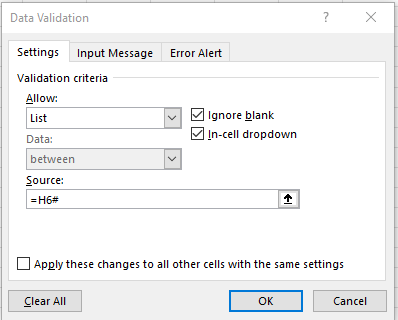 Data Validation ? ×
Settings Input Message Error Alert
Validation criteria
Allow:
List Ignore blank
In-cell dropdown
Data:
between
Source:
=H6#
Apply these changes to all other cells with the same settings
Clear All OK Cancel